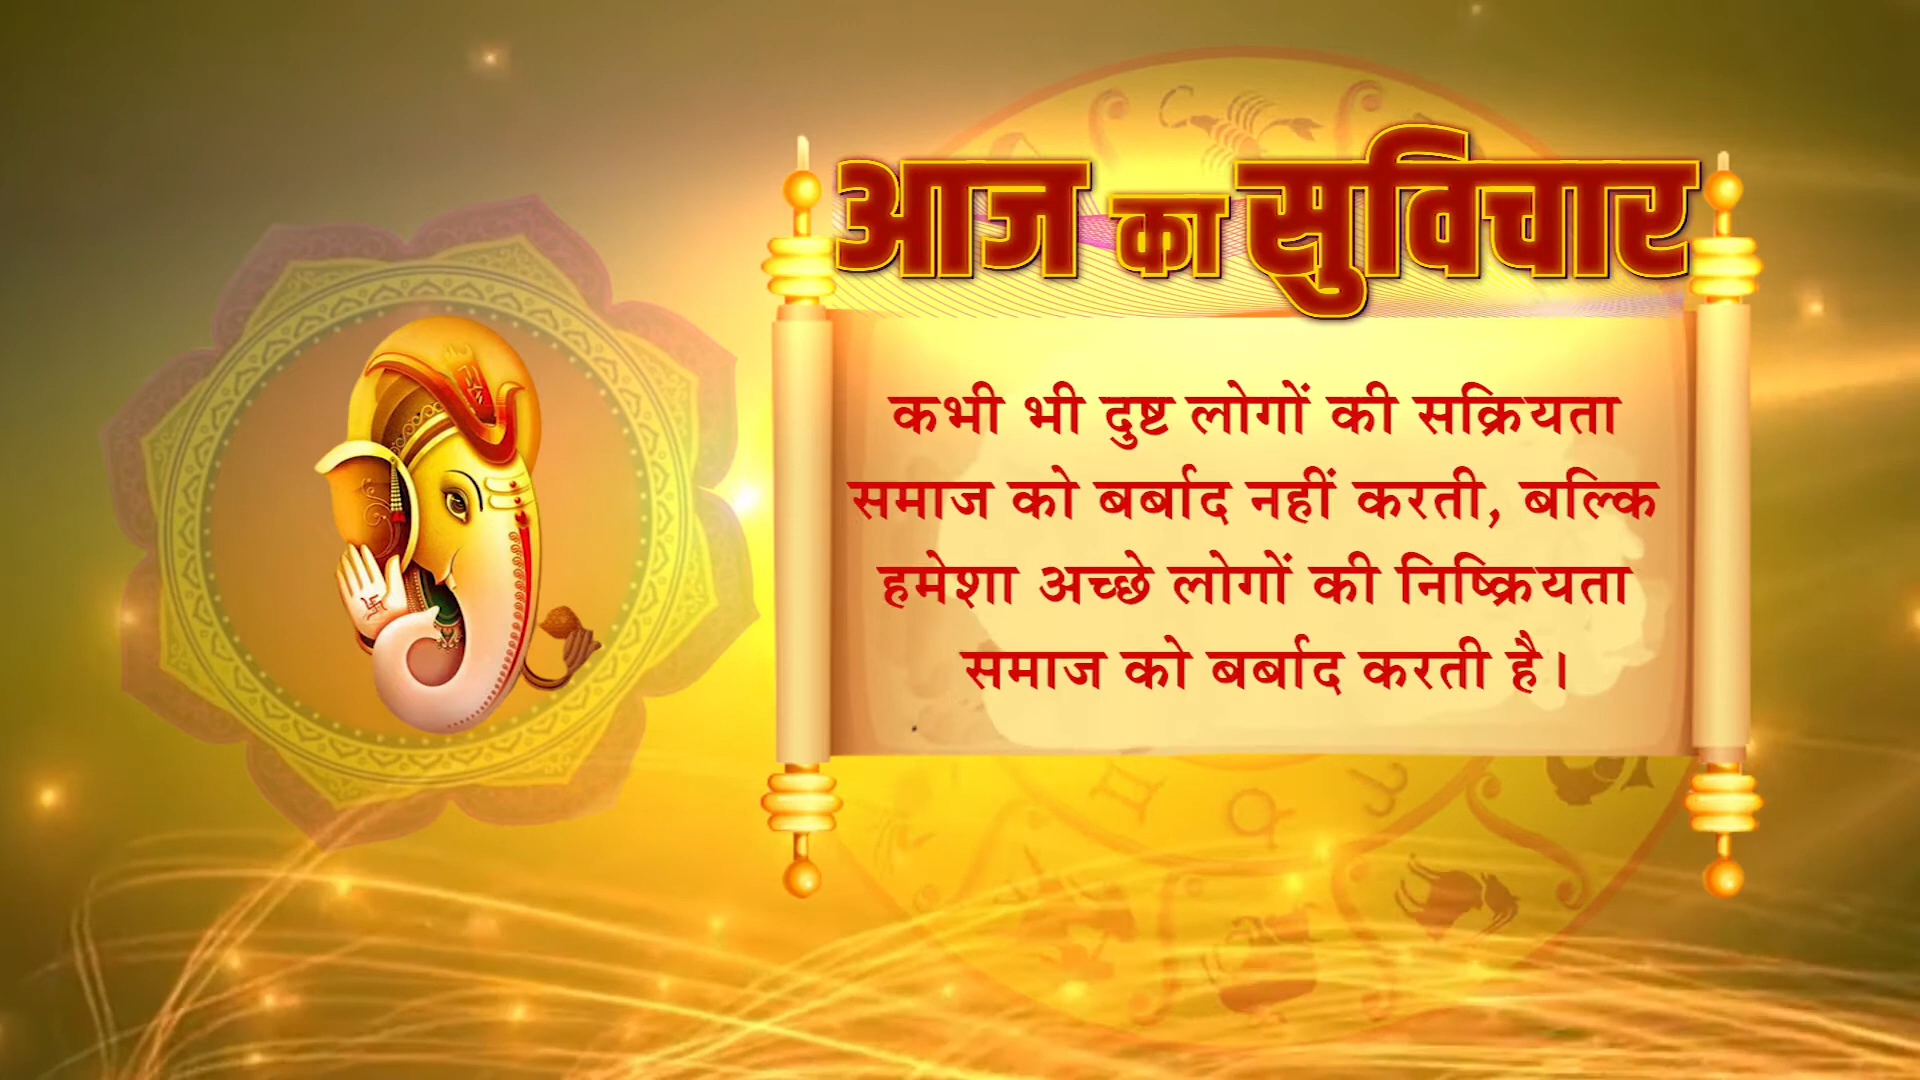 आज का सुविचार
कभी भी दुष्ट लोगों की सक्रियता
समाज को बर्बाद नहीं करती, बल्कि
हमेशा अच्छे लोगों की निष्क्रियता
समाज को बर्बाद करती है।